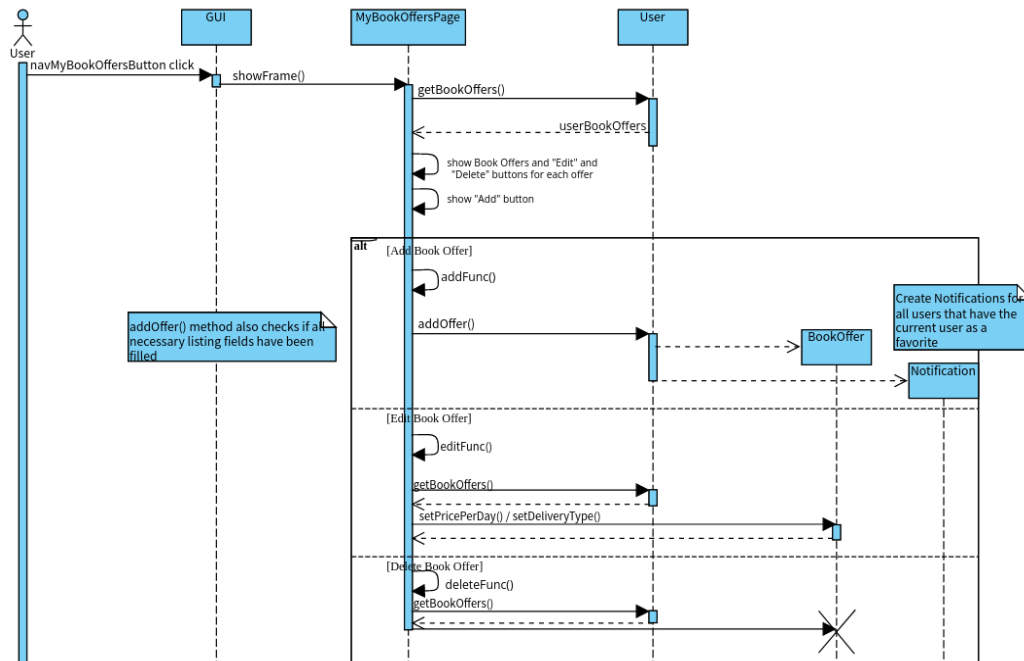 GUI
MyBookOffersPage
User
User
navMyBookOffersButton click
showFrame()
getBookOffers()
userBookOffers
show Book Offers and "Edit" and
"Delete" buttons for each offer
show "Add" button
alt
[Add Book Offer]
addFunc()
Create Notifications for
all users that have the
current user as a
favorite
addOffer() method also checks if all
necessary listing fields have been
filled
addOffer()
BookOffer
Notification
[Edit Book Offer]
editFunc()
getBookOffers()
setPricePerDay() / setDeliveryType()
[Delete Book Offer]
deleteFunc()
getBookOffers()